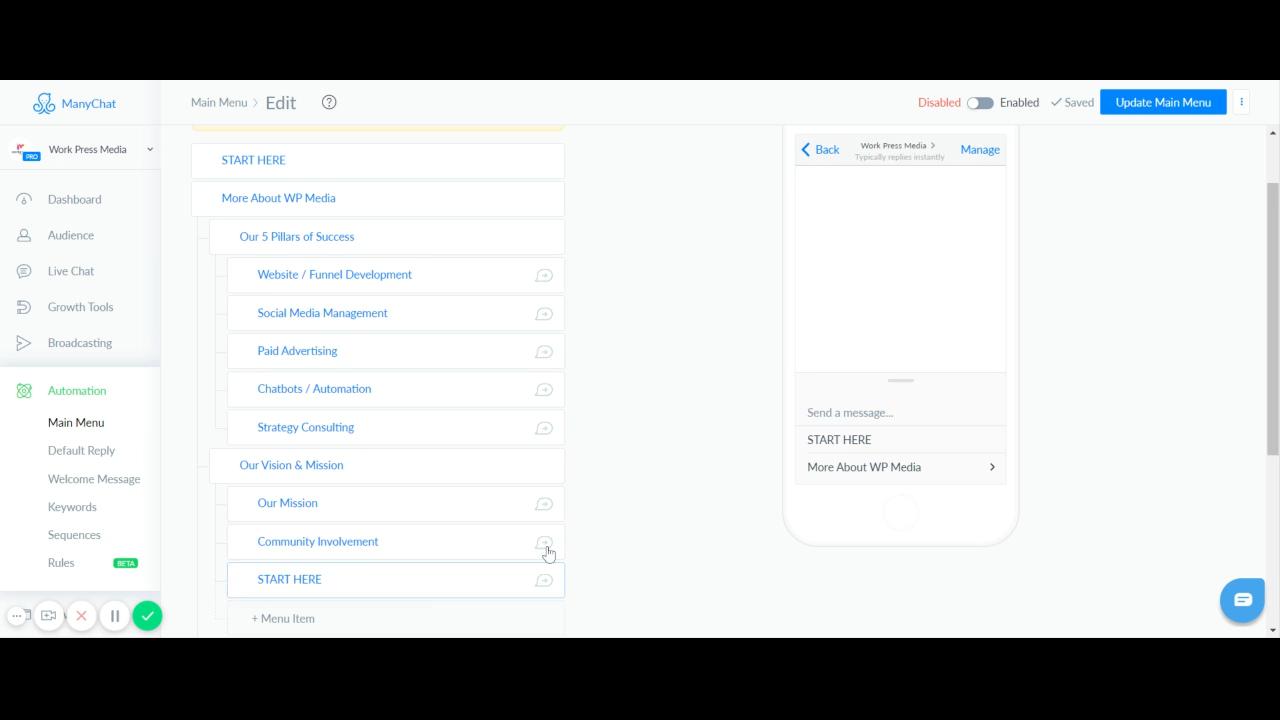 ManyChat
Main Menu > Edit ?
Disabled Enabled Saved Update Main Menu
PRO Work Press Media
Dashboard
Audience
Live Chat
Growth Tools
Broadcasting
Automation
Main Menu
Default Reply
Welcome Message
Keywords
Sequences
Rules BETA
START HERE
More About WP Media
Our 5 Pillars of Success
Website / Funnel Development
Social Media Management
Paid Advertising
Chatbots / Automation
Strategy Consulting
Our Vision & Mission
Our Mission
Community Involvement
START HERE
+ Menu Item
Back Work Press Media > Manage
Typically replies instantly
Send a message...
START HERE
More About WP Media